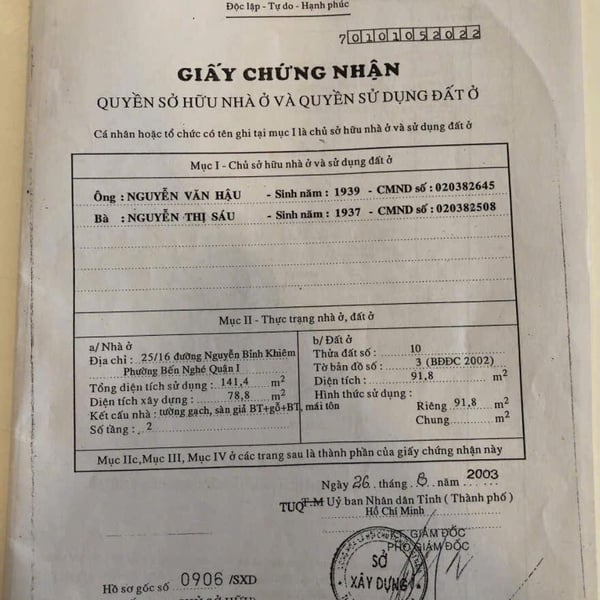 Độc lập - Tự do - Hạnh phúc
70101052022
GIẤY CHỨNG NHẬN
QUYỀN SỞ HỮU NHÀ Ở VÀ QUYỀN SỬ DỤNG ĐẤT Ở
Cá nhân hoặc tổ chức có tên ghi tại mục I là chủ sở hữu nhà ở và sử dụng đất ở
Mục I - Chủ sở hữu nhà ở và sử dụng đất ở
Ông : NGUYỄN VĂN HẬU - Sinh năm : 1939 - CMND số : 020382645
Bà : NGUYỄN THỊ SÁU - Sinh năm : 1937 - CMND số : 020382508
Mục II - Thực trạng nhà ở, đất ở
a/ Nhà ở
Địa chỉ : 25/16 đường Nguyễn Bỉnh Khiêm
Phường Bến Nghé Quận I
Tổng diện tích sử dụng : 141,4 m2
Diện tích xây dựng : 78,8 m2
Kết cấu nhà : tường gạch, sàn giả BT+gỗ+BT, mái tôn
Số tầng : 2
b/ Đất ở
Thửa đất số : 10
Tờ bản đồ số : 3 (BĐĐC 2002)
Diện tích : 91,8 m2
Hình thức sử dụng :
Riêng 91,8 m2
Chung m2
Mục IIc, Mục III, Mục IV ở các trang sau là thành phần của giấy chứng nhận này
Ngày 26 tháng 8 năm 2003
TUQ T.M Uỷ ban Nhân dân Tỉnh ( Thành phố )
Hồ Chí Minh
KT. GIÁM ĐỐC
PHÓ GIÁM ĐỐC
SỞ
XÂY DỰNG
Hồ sơ gốc số 0906 /SXD